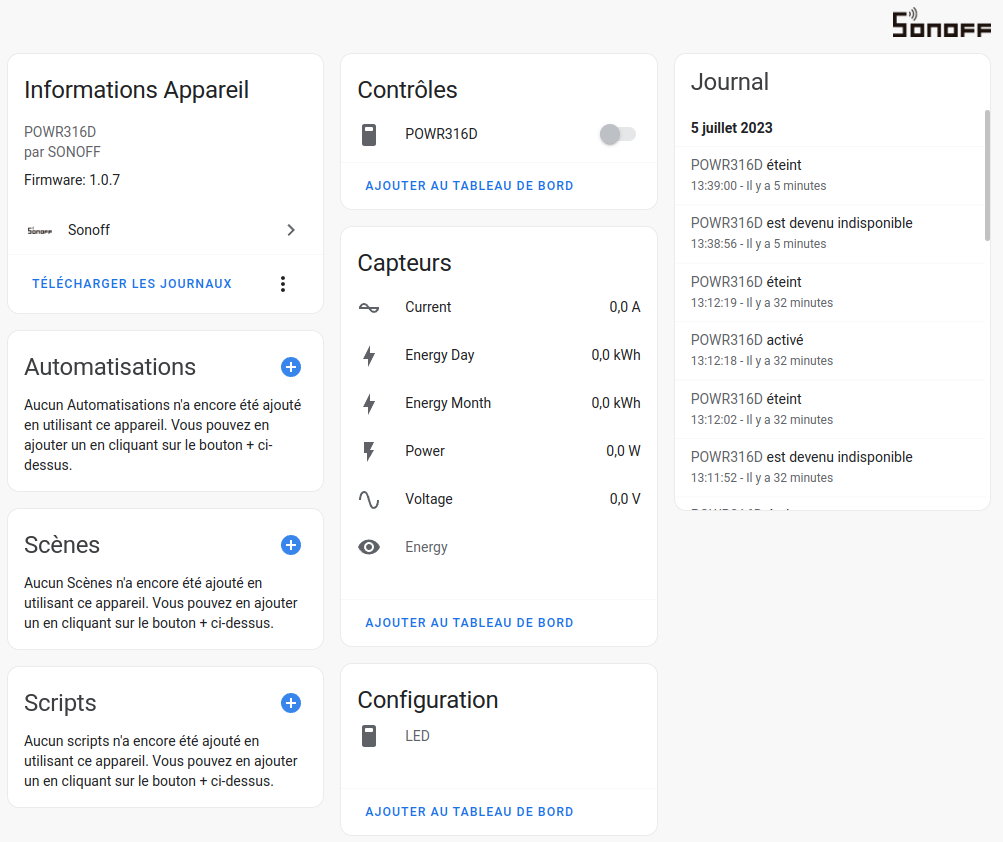 SONOFF
Informations Appareil
POWR316D
par SONOFF
Firmware: 1.0.7
SONOFF
Sonoff
TÉLÉCHARGER LES JOURNAUX
Automatisations
Aucun Automatisations n'a encore été ajouté
en utilisant ce appareil. Vous pouvez en
ajouter un en cliquant sur le bouton + ci-
dessus.
Scènes
Aucun Scènes n'a encore été ajouté en
utilisant ce appareil. Vous pouvez en ajouter
un en cliquant sur le bouton + ci-dessus.
Scripts
Aucun scripts n'a encore été ajouté en
utilisant ce appareil. Vous pouvez en ajouter
un en cliquant sur le bouton + ci-dessus.
Contrôles
POWR316D
AJOUTER AU TABLEAU DE BORD
Capteurs
Current 0,0 A
Energy Day 0,0 kWh
Energy Month 0,0 kWh
Power 0,0 W
Voltage 0,0 V
Energy
AJOUTER AU TABLEAU DE BORD
Configuration
LED
AJOUTER AU TABLEAU DE BORD
Journal
5 juillet 2023
POWR316D éteint
13:39:00 - Il y a 5 minutes
POWR316D est devenu indisponible
13:38:56 - Il y a 5 minutes
POWR316D éteint
13:12:19 - Il y a 32 minutes
POWR316D activé
13:12:18 - Il y a 32 minutes
POWR316D éteint
13:12:02 - Il y a 32 minutes
POWR316D est devenu indisponible
13:11:52 - Il y a 32 minutes